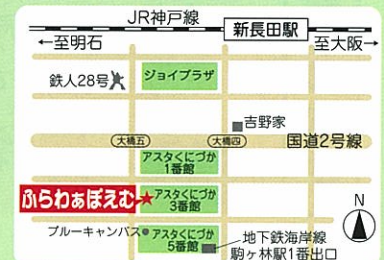 JR神戸線
新長田駅
←至明石
至大阪→
鉄人28号
ジョイプラザ
吉野家
大橋五
大橋四
国道2号線
アスタくにづか
1番館
ふらわぁぽえむ★
アスタくにづか
3番館
N
ブルーキャンバス
アスタくにづか
5番館
地下鉄海岸線
駒ヶ林駅1番出口